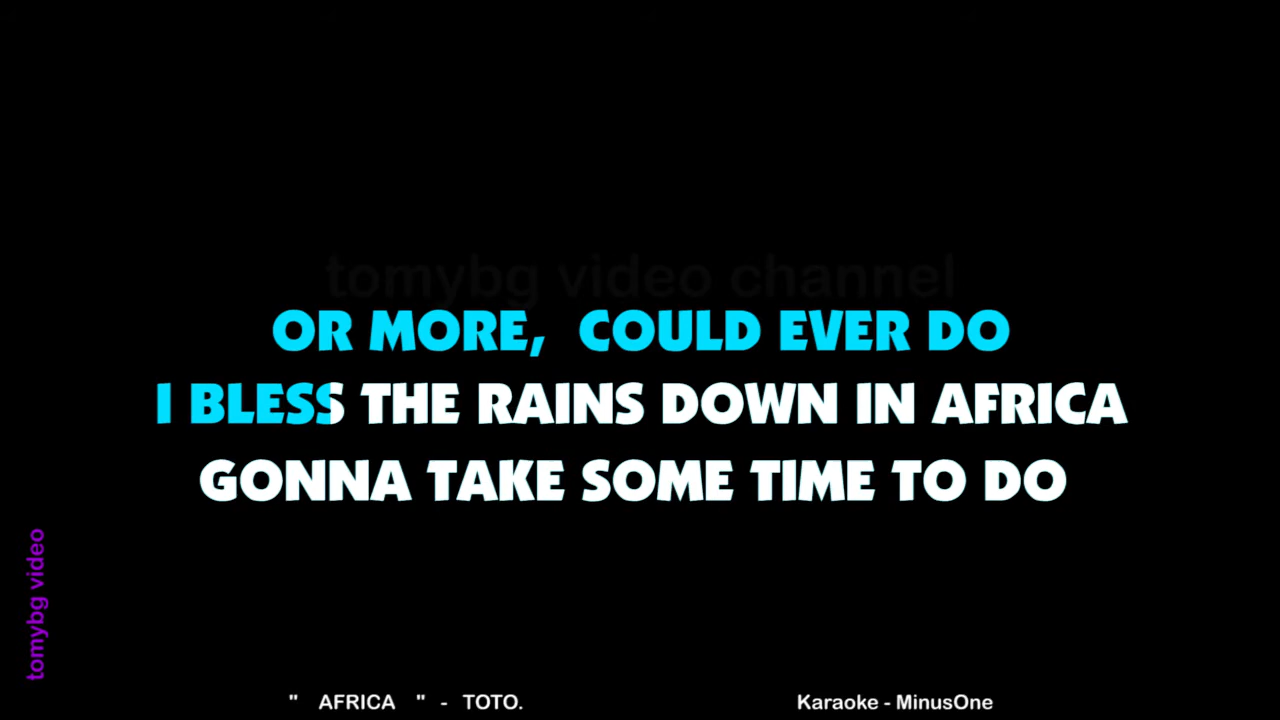 tomybg video channel
OR MORE,  COULD EVER DO
I BLESS THE RAINS DOWN IN AFRICA
GONNA TAKE SOME TIME TO DO
tomybg video
"   AFRICA   "  -  TOTO.
Karaoke - MinusOne